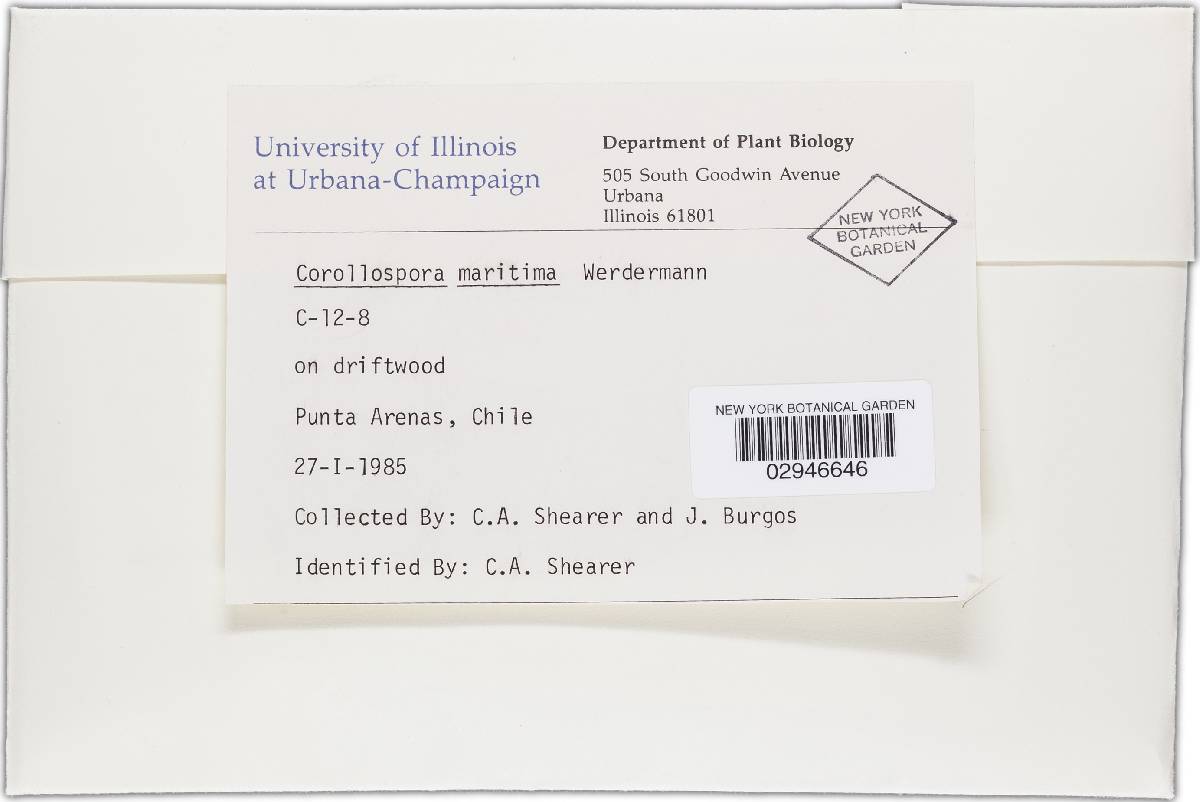 University of Illinois
at Urbana-Champaign
Department of Plant Biology
505 South Goodwin Avenue
Urbana
Illinois 61801
NEW YORK
BOTANICAL
GARDEN
Corollospora maritima Werdermann
C-12-8
on driftwood
Punta Arenas, Chile
27-I-1985
Collected By: C.A. Shearer and J. Burgos
Identified By: C.A. Shearer
NEW YORK BOTANICAL GARDEN
02946646